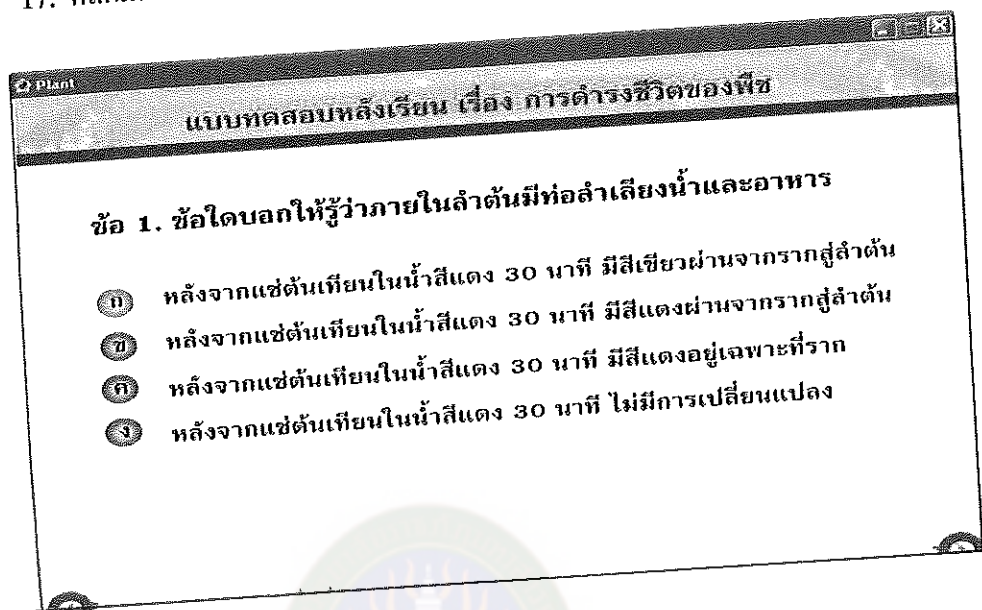 17.
Plant
แบบทดสอบหลังเรียน เรื่อง การดำรงชีวิตของพืช
ข้อ 1. ข้อใดบอกให้รู้ว่าภายในลำต้นมีท่อลำเลียงน้ำและอาหาร
ก หลังจากแช่ต้นเทียนในน้ำสีแดง 30 นาที มีสีเขียวผ่านจากรากสู่ลำต้น
ข หลังจากแช่ต้นเทียนในน้ำสีแดง 30 นาที มีสีแดงผ่านจากรากสู่ลำต้น
ค หลังจากแช่ต้นเทียนในน้ำสีแดง 30 นาที มีสีแดงอยู่เฉพาะที่ราก
ง หลังจากแช่ต้นเทียนในน้ำสีแดง 30 นาที ไม่มีการเปลี่ยนแปลง